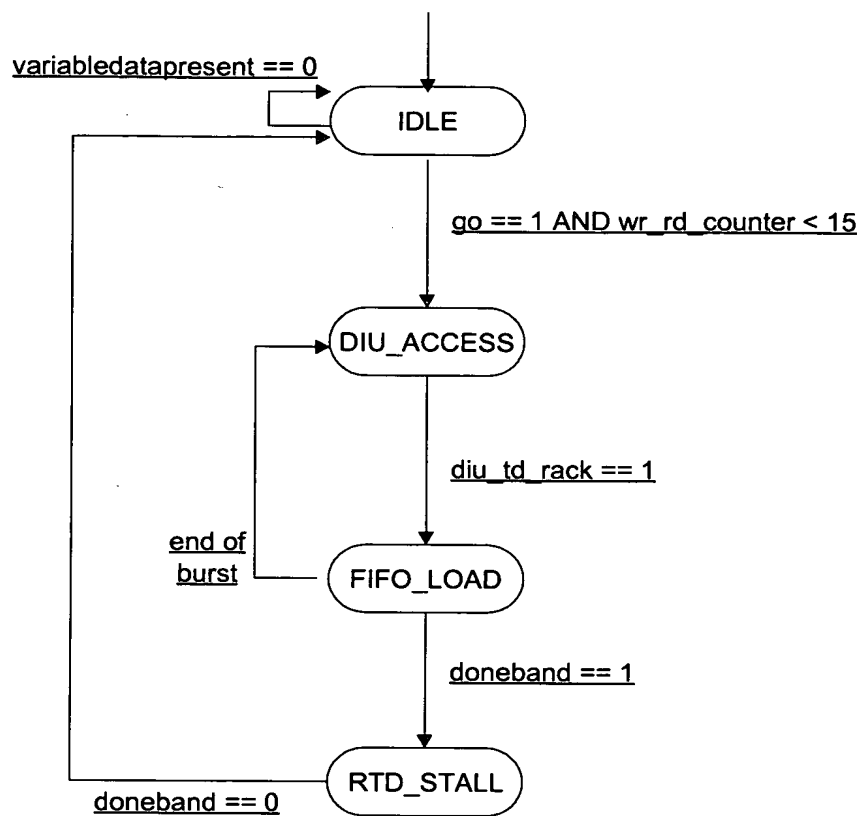 variabledatapresent == 0
IDLE
go == 1 AND wr_rd_counter < 15
DIU_ACCESS
diu_td_rack == 1
end of
burst
FIFO_LOAD
doneband == 1
RTD_STALL
doneband == 0